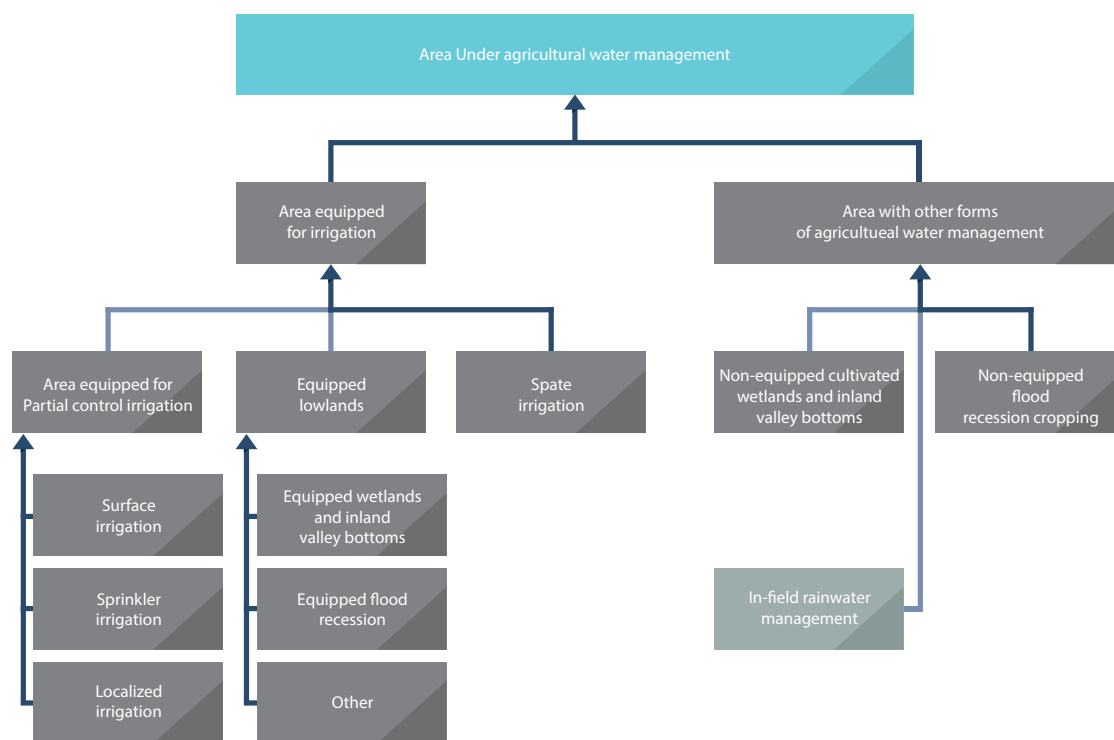 Area Under agricultural water management
Area equipped
for irrigation
Area with other forms
of agricultueal water management
Area equipped for
Partial control irrigation
Equipped
lowlands
Spate
irrigation
Non-equipped cultivated
wetlands and inland
valley bottoms
Non-equipped
flood
recession cropping
Surface
irrigation
Equipped wetlands
and inland
valley bottoms
Sprinkler
irrigation
Equipped flood
recession
In-field rainwater
management
Localized
irrigation
Other